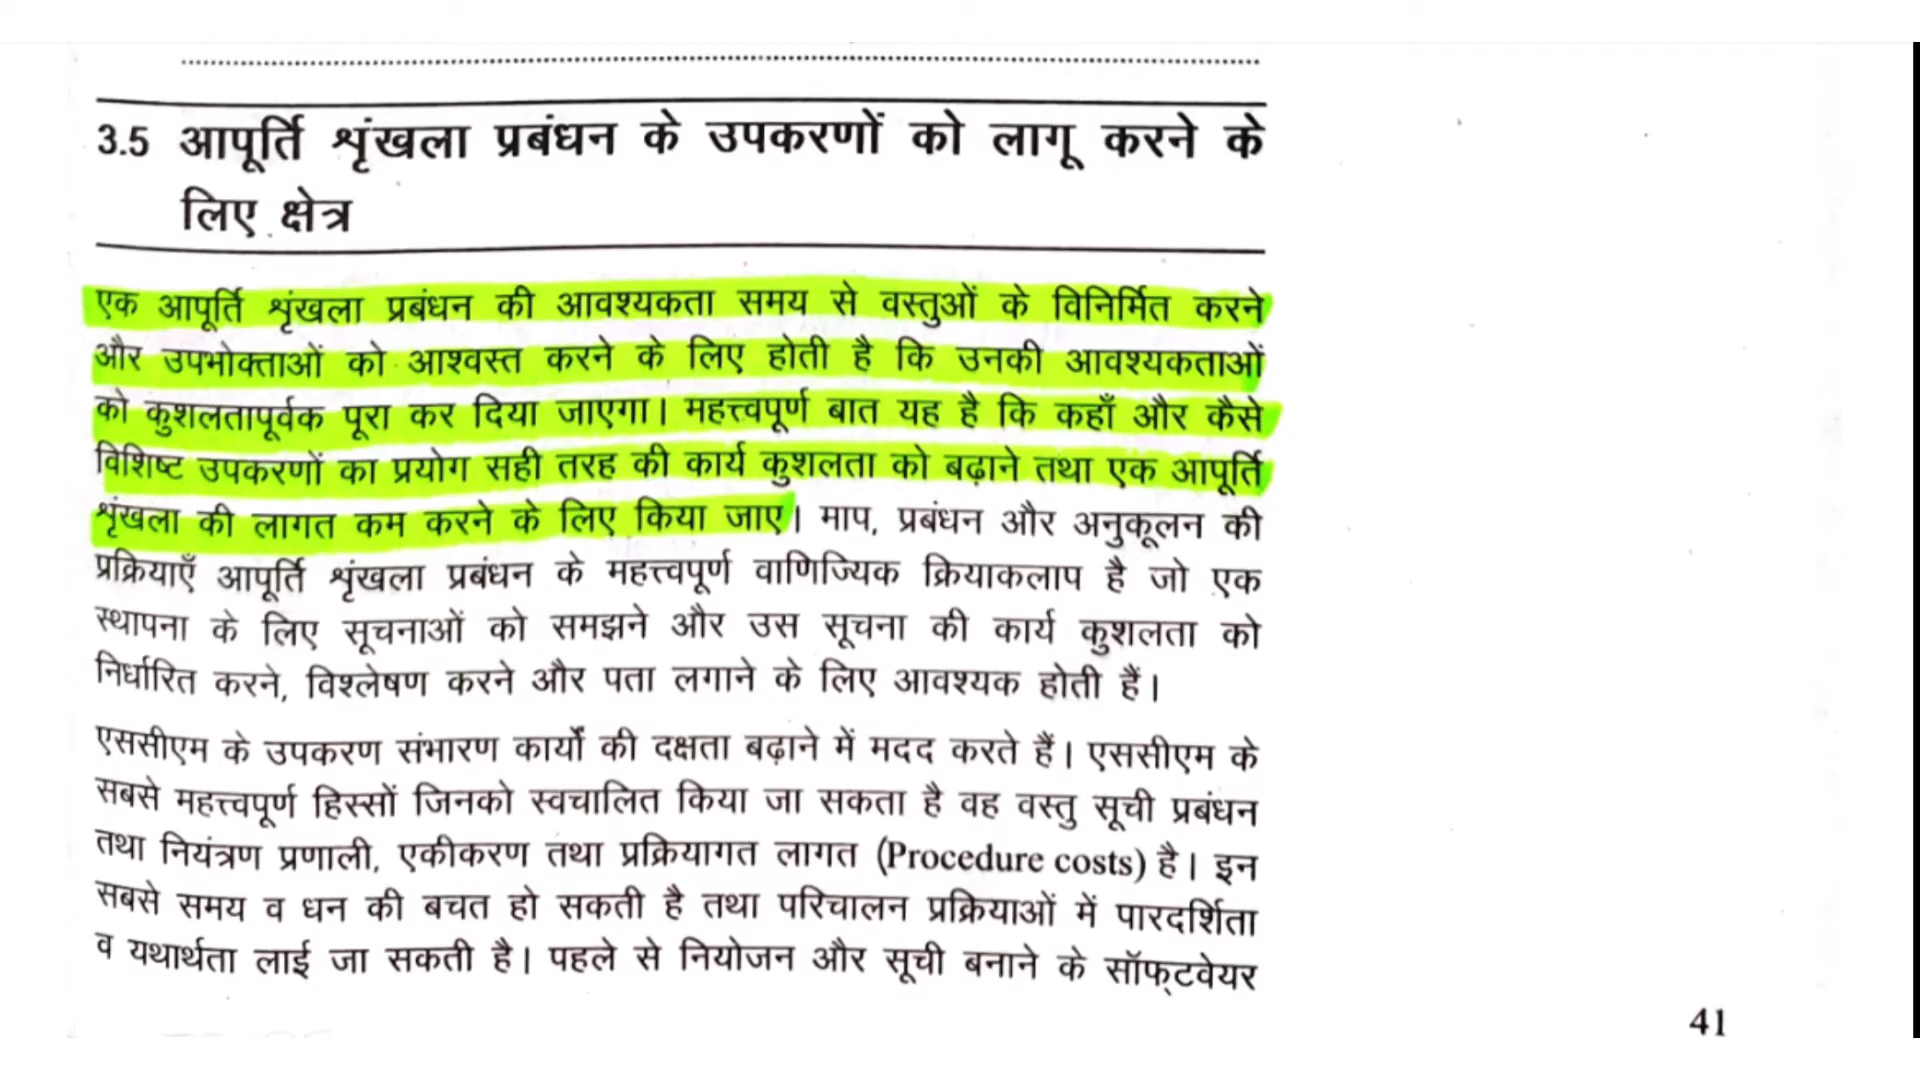 3.5 आपूर्ति शृंखला प्रबंधन के उपकरणों को लागू करने के
लिए क्षेत्र
एक आपूर्ति शृंखला प्रबंधन की आवश्यकता समय से वस्तुओं के विनिर्मित करने
और उपभोक्ताओं को आश्वस्त करने के लिए होती है कि उनकी आवश्यकताओं
को कुशलतापूर्वक पूरा कर दिया जाएगा। महत्त्वपूर्ण बात यह है कि कहाँ और कैसे
विशिष्ट उपकरणों का प्रयोग सही तरह की कार्य कुशलता को बढ़ाने तथा एक आपूर्ति
शृंखला की लागत कम करने के लिए किया जाए। माप, प्रबंधन और अनुकूलन की
प्रक्रियाएँ आपूर्ति शृंखला प्रबंधन के महत्त्वपूर्ण वाणिज्यिक क्रियाकलाप है जो एक
स्थापना के लिए सूचनाओं को समझने और उस सूचना की कार्य कुशलता को
निर्धारित करने, विश्लेषण करने और पता लगाने के लिए आवश्यक होती हैं।
एससीएम के उपकरण संभारण कार्यों की दक्षता बढ़ाने में मदद करते हैं। एससीएम के
सबसे महत्त्वपूर्ण हिस्सों जिनको स्वचालित किया जा सकता है वह वस्तु सूची प्रबंधन
तथा नियंत्रण प्रणाली, एकीकरण तथा प्रक्रियागत लागत (Procedure costs) है। इन
सबसे समय व धन की बचत हो सकती है तथा परिचालन प्रक्रियाओं में पारदर्शिता
व यथार्थता लाई जा सकती है। पहले से नियोजन और सूची बनाने के सॉफ्टवेयर
41